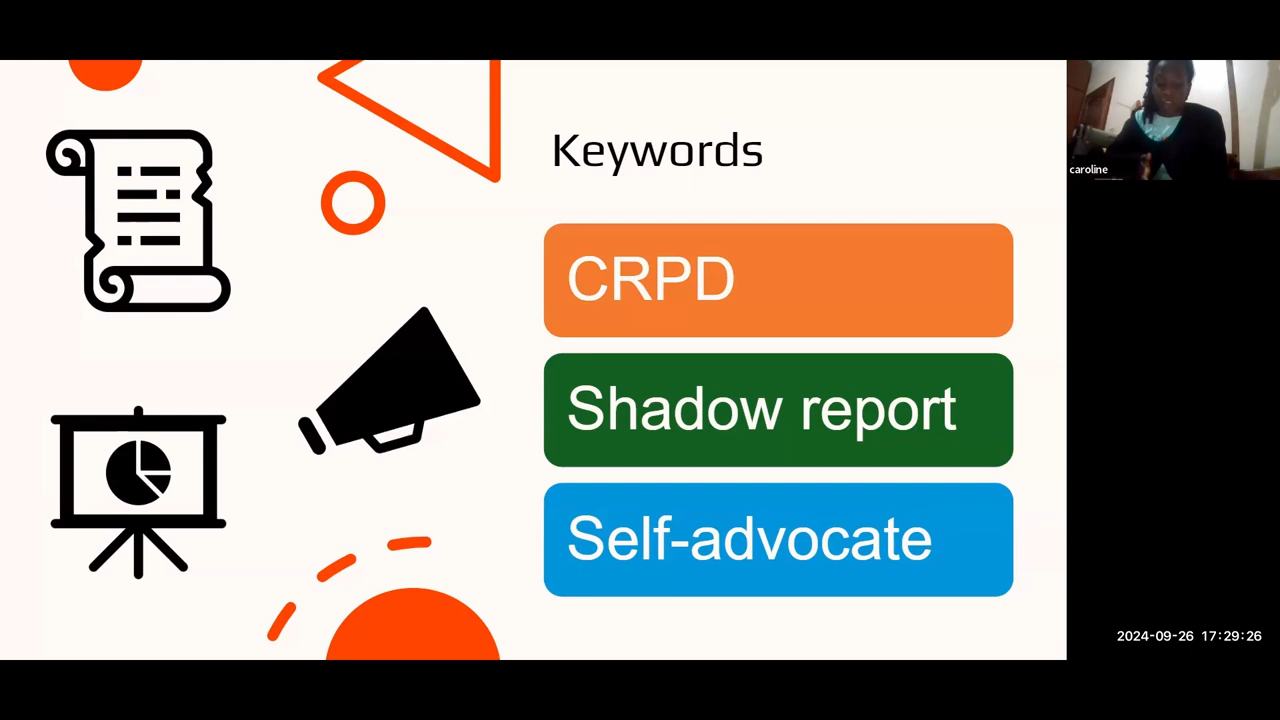 Keywords
CRPD
Shadow report
Self-advocate
caroline
2024-09-26 17:29:26